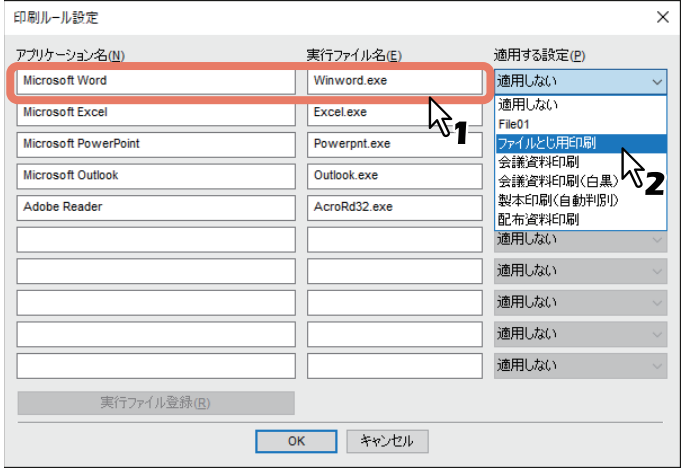 印刷ルール設定
アプリケーション名(N) 実行ファイル名(E) 適用する設定(P)
Microsoft Word Winword.exe 適用しない
適用しない
Microsoft Excel Excel.exe
File01
1
Microsoft PowerPoint Powerpnt.exe ファイルとじ用印刷
会議資料印刷
Microsoft Outlook Outlook.exe 会議資料印刷(白黒)
2
製本印刷(自動判別)
Adobe Reader AcroRd32.exe
配布資料印刷
適用しない
適用しない
適用しない
適用しない
適用しない
実行ファイル登録(R)
OK キャンセル